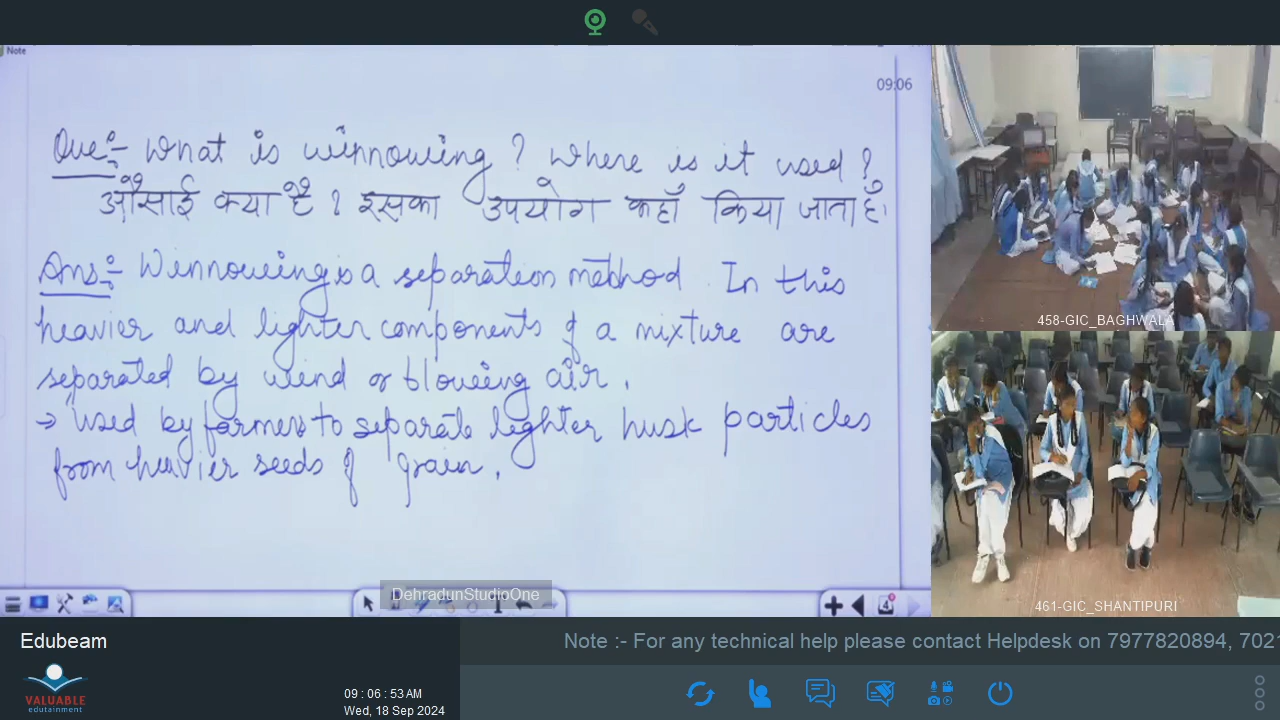 Note
09:06
Que:- What is winnowing ? Where is it used ?
औसाई क्या है ? इसका उपयोग कहाँ किया जाता है।
Ans:- Winnowing is a separation method. In this
heavier and lighter components of a mixture are
separated by wind or blowing air.
→ Used by farmers to separate lighter husk particles
from heavier seeds of grain.
DehradunStudioOne
458-GIC_BAGHWALA
461-GIC_SHANTIPURI
Edubeam
Note :- For any technical help please contact Helpdesk on 7977820894, 702
VALUABLE
edutainment
09 : 06 : 53 AM
Wed, 18 Sep 2024